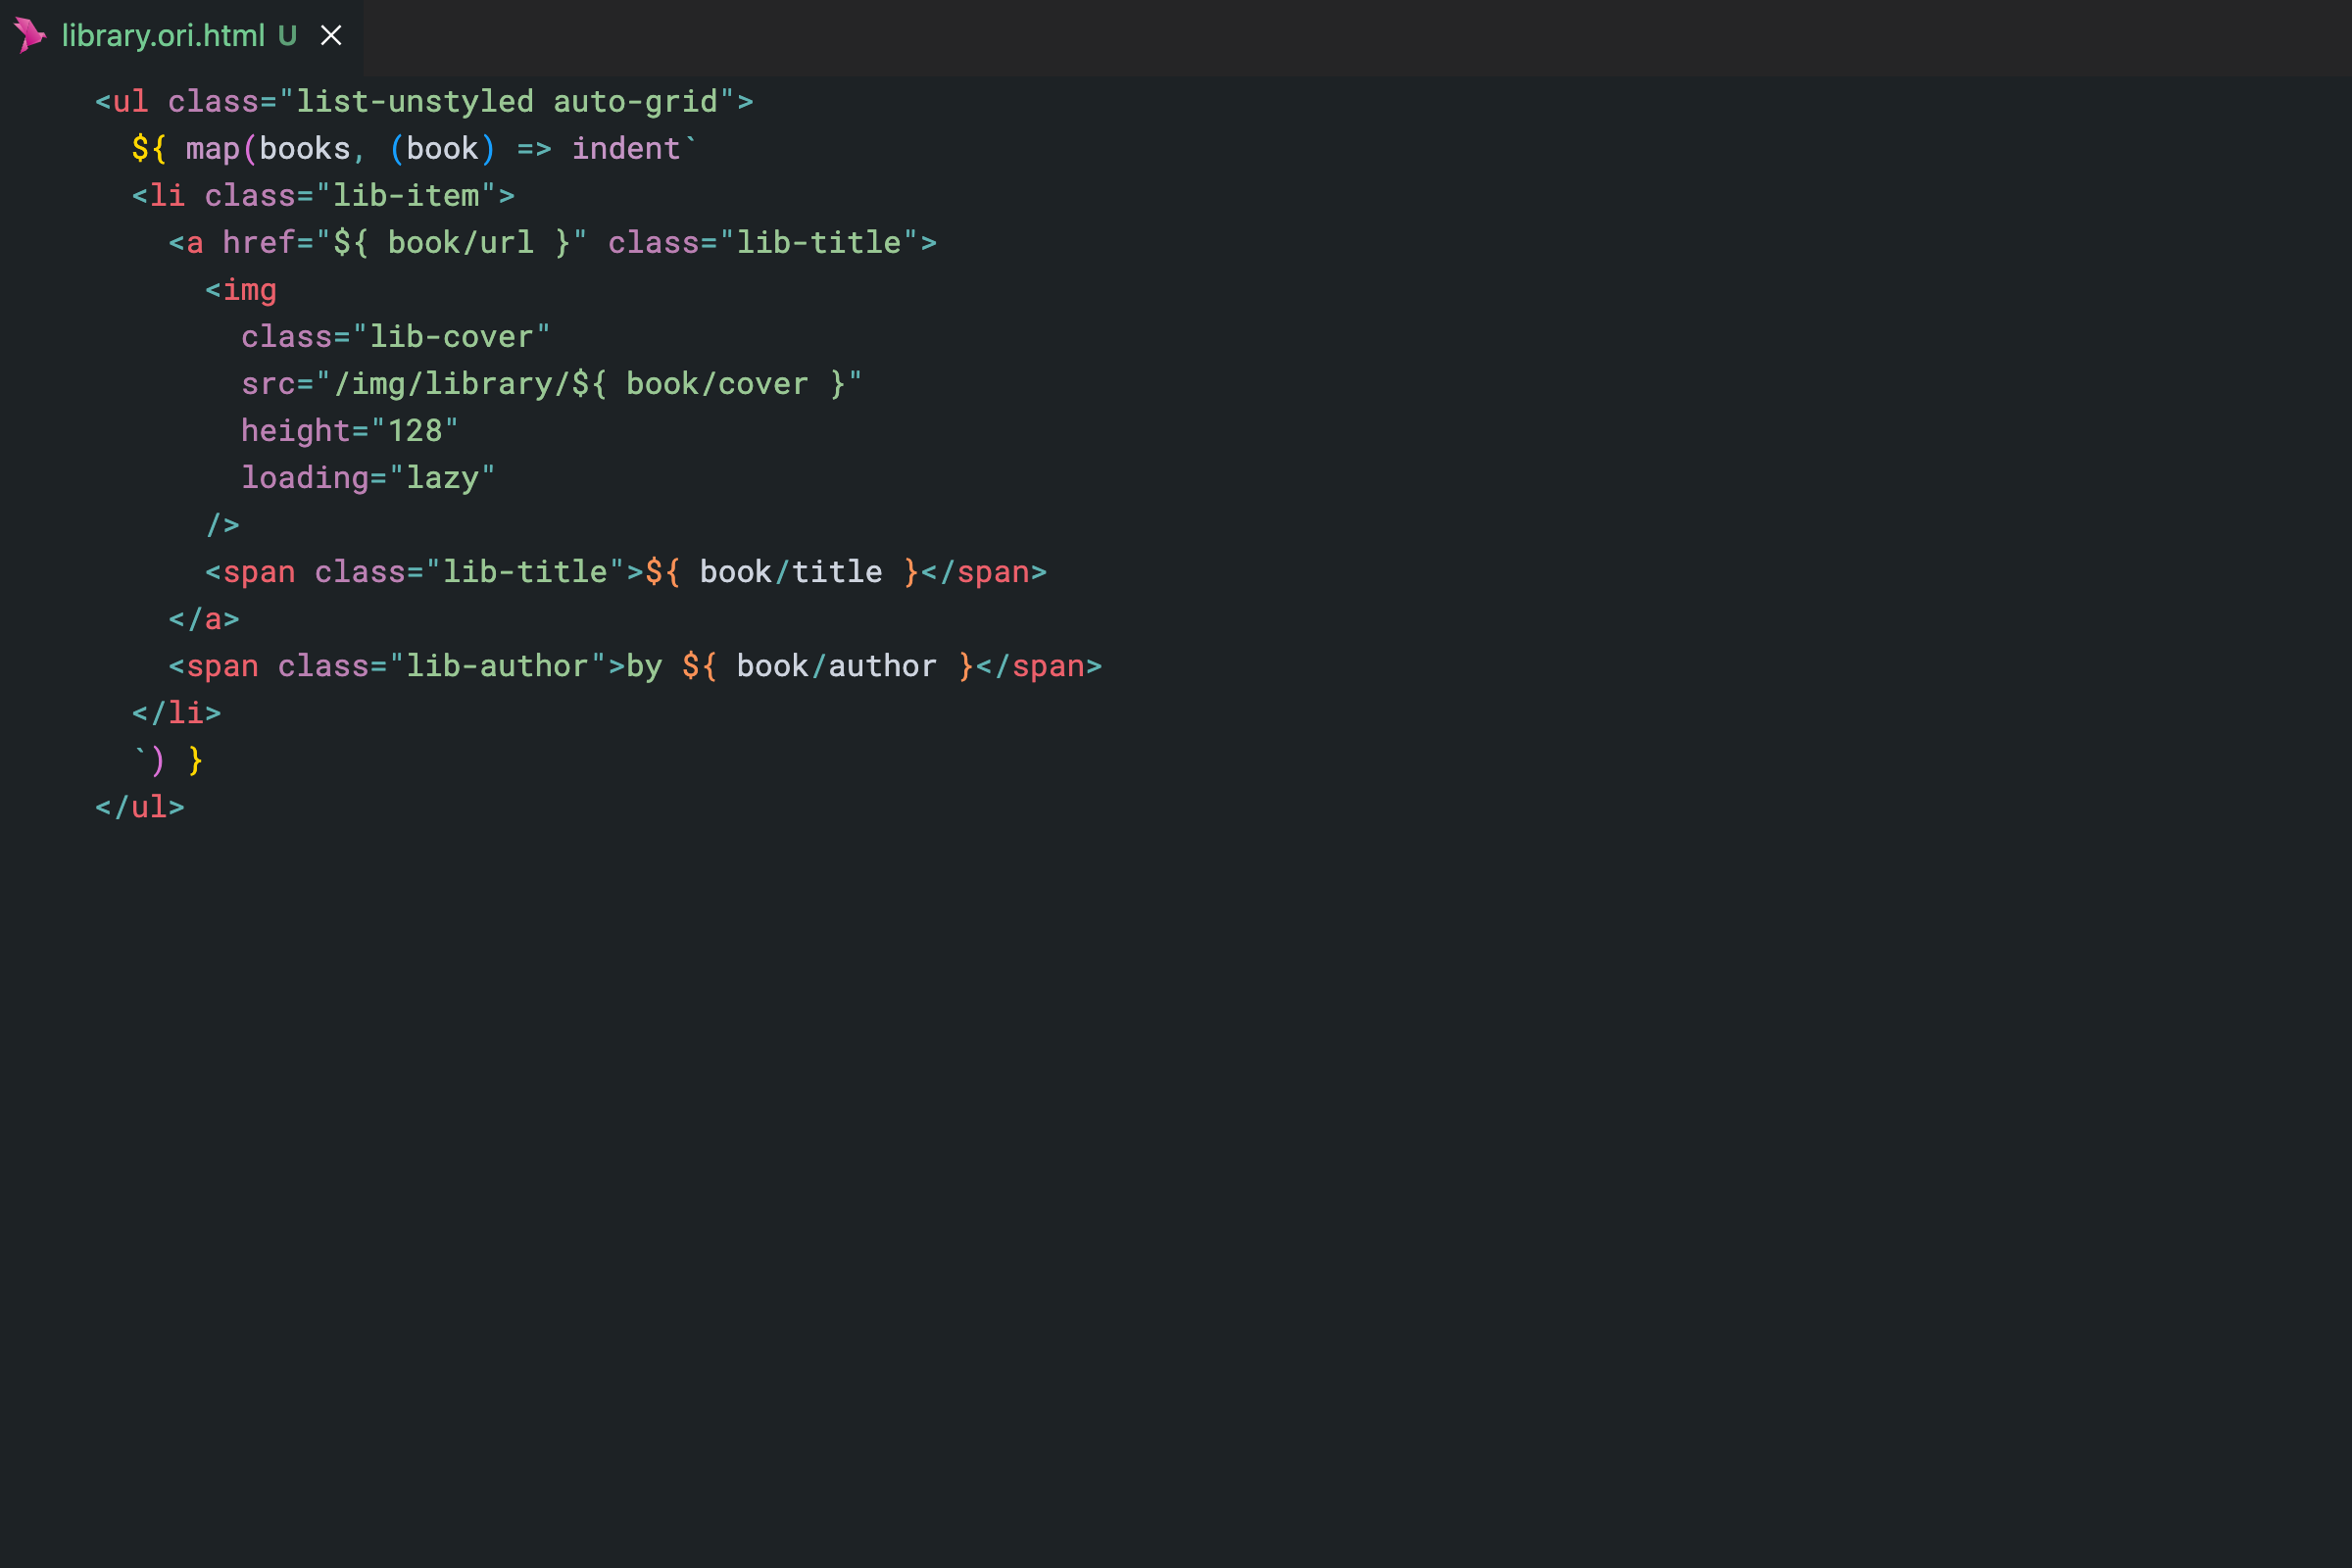 library.ori.html U
<ul class="list-unstyled auto-grid">
  ${ map(books, (book) => indent`
  <li class="lib-item">
    <a href="${ book/url }" class="lib-title">
      <img
        class="lib-cover"
        src="/img/library/${ book/cover }"
        height="128"
        loading="lazy"
      />
      <span class="lib-title">${ book/title }</span>
    </a>
    <span class="lib-author">by ${ book/author }</span>
  </li>
  `) }
</ul>